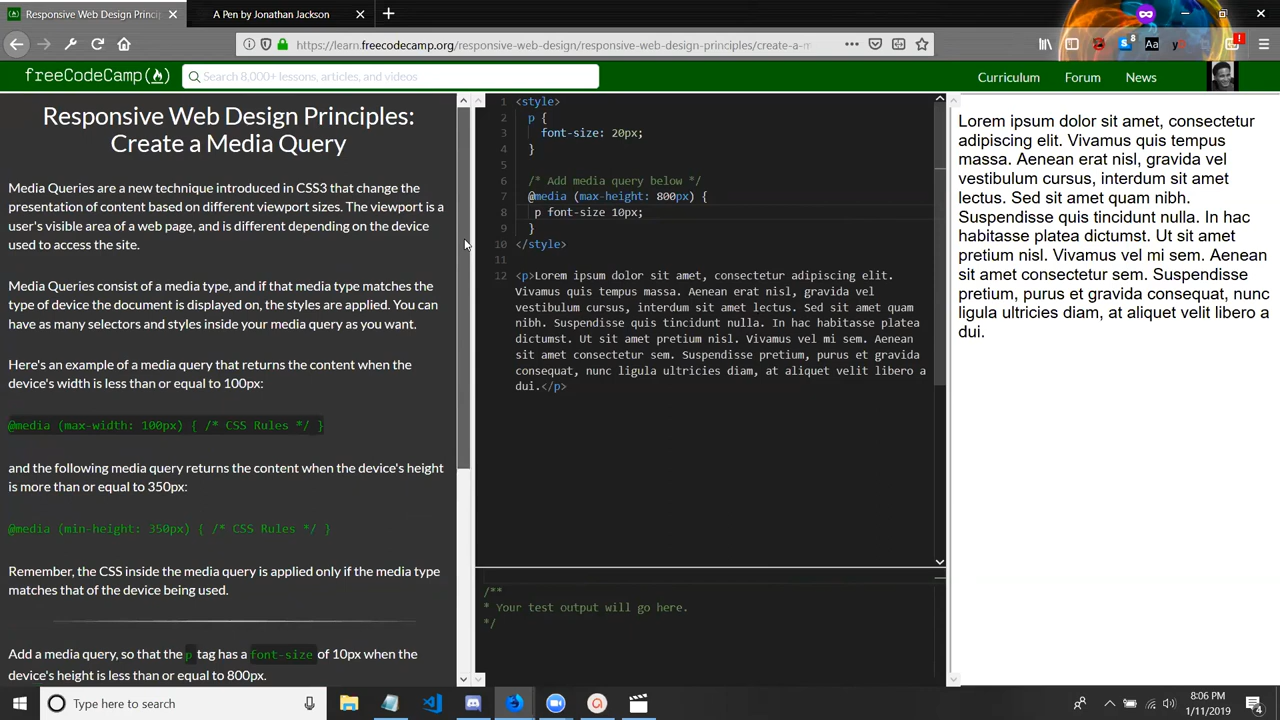 Responsive Web Design Princip
A Pen by Jonathan Jackson
https://learn.freecodecamp.org/responsive-web-design/responsive-web-design-principles/create-a-m
8
Aa
freeCodeCamp
Search 8,000+ lessons, articles, and videos
Curriculum
Forum
News
Responsive Web Design Principles:
Create a Media Query
Media Queries are a new technique introduced in CSS3 that change the
presentation of content based on different viewport sizes. The viewport is a
user's visible area of a web page, and is different depending on the device
used to access the site.
Media Queries consist of a media type, and if that media type matches the
type of device the document is displayed on, the styles are applied. You can
have as many selectors and styles inside your media query as you want.
Here's an example of a media query that returns the content when the
device's width is less than or equal to 100px:
@media (max-width: 100px) { /* CSS Rules */ }
and the following media query returns the content when the device's height
is more than or equal to 350px:
@media (min-height: 350px) { /* CSS Rules */ }
Remember, the CSS inside the media query is applied only if the media type
matches that of the device being used.
Add a media query, so that the p tag has a font-size of 10px when the
device's height is less than or equal to 800px.
1 <style>
2 p {
3 font-size: 20px;
4 }
5
6 /* Add media query below */
7 @media (max-height: 800px) {
8 p font-size 10px;
9 }
10 </style>
11
12 <p>Lorem ipsum dolor sit amet, consectetur adipiscing elit.
Vivamus quis tempus massa. Aenean erat nisl, gravida vel
vestibulum cursus, interdum sit amet lectus. Sed sit amet quam
nibh. Suspendisse quis tincidunt nulla. In hac habitasse platea
dictumst. Ut sit amet pretium nisl. Vivamus vel mi sem. Aenean
sit amet consectetur sem. Suspendisse pretium, purus et gravida
consequat, nunc ligula ultricies diam, at aliquet velit libero a
dui.</p>
/**
* Your test output will go here.
*/
Lorem ipsum dolor sit amet, consectetur
adipiscing elit. Vivamus quis tempus
massa. Aenean erat nisl, gravida vel
vestibulum cursus, interdum sit amet
lectus. Sed sit amet quam nibh.
Suspendisse quis tincidunt nulla. In hac
habitasse platea dictumst. Ut sit amet
pretium nisl. Vivamus vel mi sem. Aenean
sit amet consectetur sem. Suspendisse
pretium, purus et gravida consequat, nunc
ligula ultricies diam, at aliquet velit libero a
dui.
Type here to search
8:06 PM
1/11/2019
4